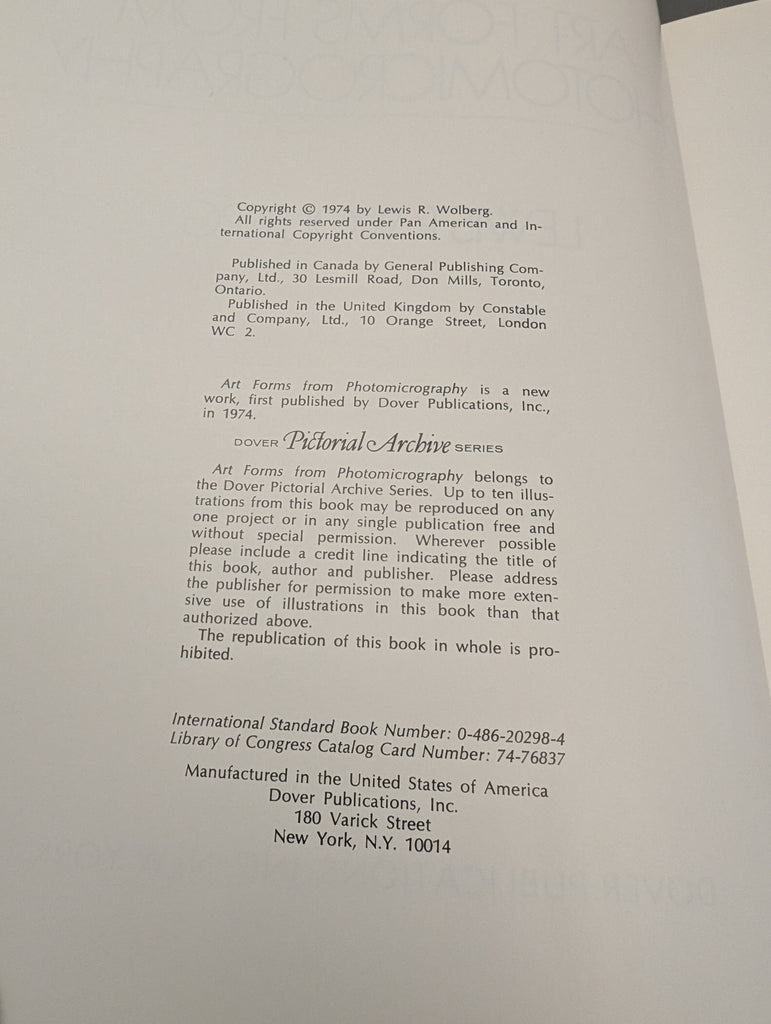 Copyright © 1974 by Lewis R. Wolberg.
All rights reserved under Pan American and In-
ternational Copyright Conventions.
Published in Canada by General Publishing Com-
pany, Ltd., 30 Lesmill Road, Don Mills, Toronto,
Ontario.
Published in the United Kingdom by Constable
and Company, Ltd., 10 Orange Street, London
WC 2.
Art Forms from Photomicrography is a new
work, first published by Dover Publications, Inc.,
in 1974.
DOVER Pictorial Archive SERIES
Art Forms from Photomicrography belongs to
the Dover Pictorial Archive Series. Up to ten illus-
trations from this book may be reproduced on any
one project or in any single publication free and
without special permission. Wherever possible
please include a credit line indicating the title of
this book, author and publisher. Please address
the publisher for permission to make more exten-
sive use of illustrations in this book than that
authorized above.
The republication of this book in whole is pro-
hibited.
International Standard Book Number: 0-486-20298-4
Library of Congress Catalog Card Number: 74-76837
Manufactured in the United States of America
Dover Publications, Inc.
180 Varick Street
New York, N.Y. 10014